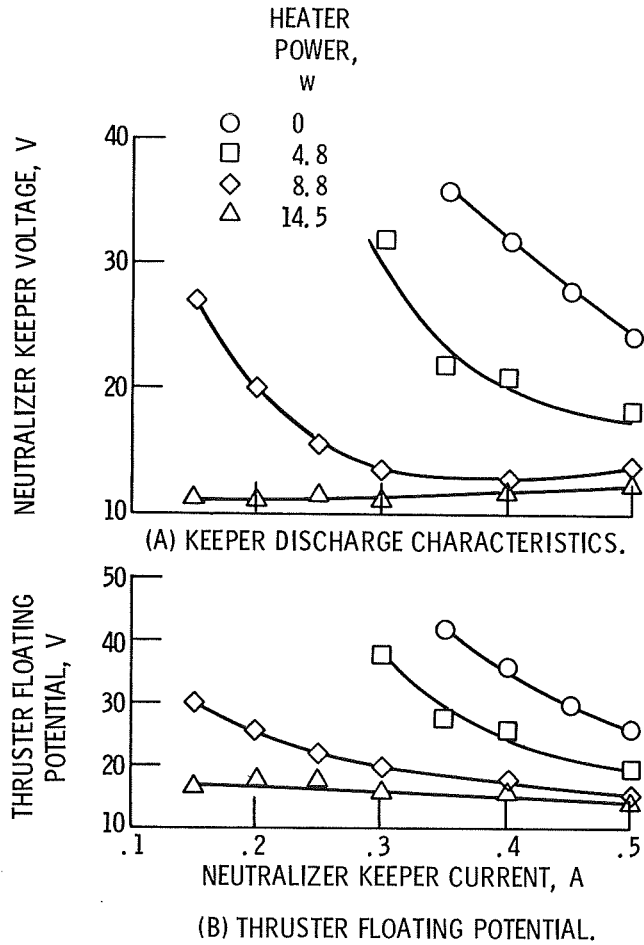 HEATER
POWER,
W
0
4.8
8.8
14.5
NEUTRALIZER KEEPER VOLTAGE, V
40
30
20
10
(A) KEEPER DISCHARGE CHARACTERISTICS.
THRUSTER FLOATING
POTENTIAL, V
50
40
30
20
10
.1 .2 .3 .4 .5
NEUTRALIZER KEEPER CURRENT, A
(B) THRUSTER FLOATING POTENTIAL.